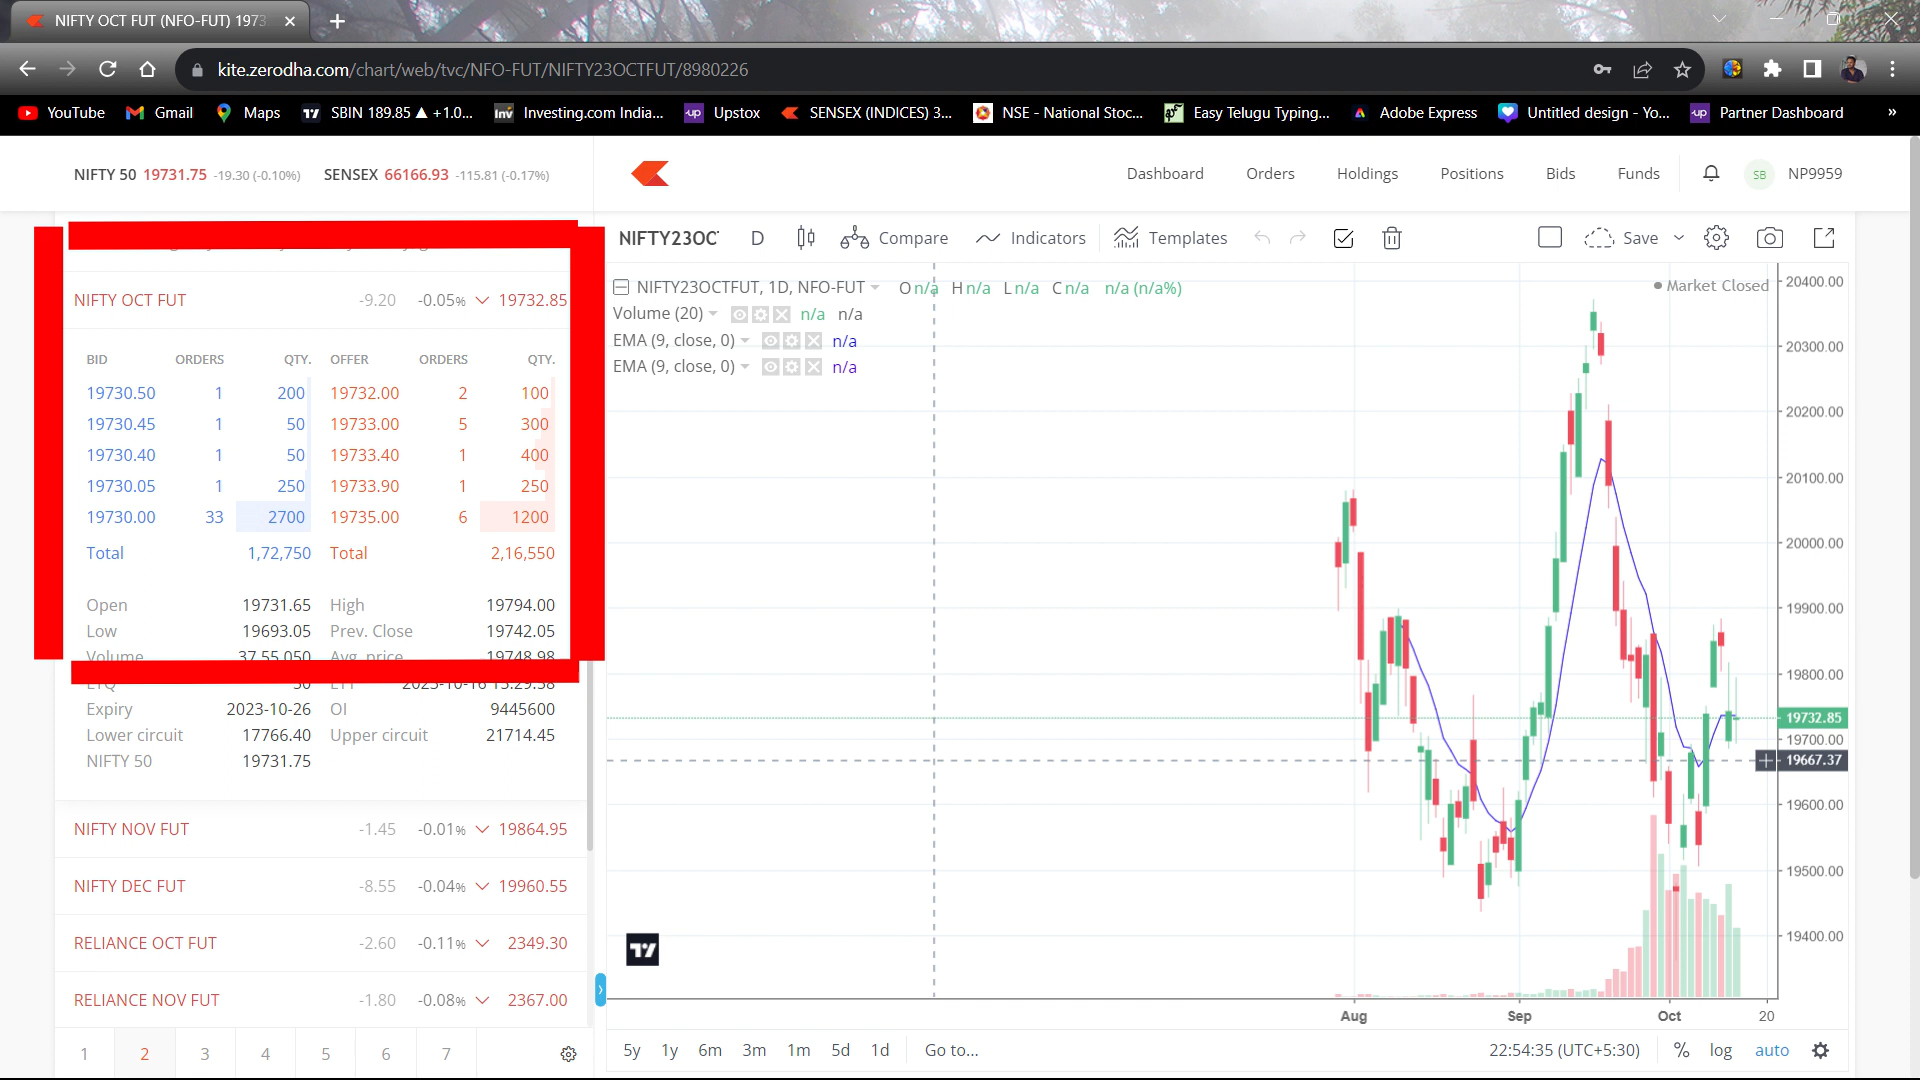 NIFTY OCT FUT (NFO-FUT) 1973
kite.zerodha.com/chart/web/tvc/NFO-FUT/NIFTY23OCTFUT/8980226
YouTube Gmail Maps SBIN 189.85 ▲ +1.0... Investing.com India... Upstox SENSEX (INDICES) 3... NSE - National Stoc... Easy Telugu Typing... Adobe Express Untitled design - Yo... Partner Dashboard »
NIFTY 50 19731.75 -19.30 (-0.10%) SENSEX 66166.93 -115.81 (-0.17%)
Dashboard Orders Holdings Positions Bids Funds SB NP9959
NIFTY OCT FUT -9.20 -0.05% 19732.85
BID ORDERS QTY. OFFER ORDERS QTY.
19730.50 1 200 19732.00 2 100
19730.45 1 50 19733.00 5 300
19730.40 1 50 19733.40 1 400
19730.05 1 250 19733.90 1 250
19730.00 33 2700 19735.00 6 1200
Total 1,72,750 Total 2,16,550
Open 19731.65 High 19794.00
Low 19693.05 Prev. Close 19742.05
Volume 37,55,050 Avg. price 19748.98
Expiry 2023-10-26 OI 9445600
Lower circuit 17766.40 Upper circuit 21714.45
NIFTY 50 19731.75
NIFTY NOV FUT -1.45 -0.01% 19864.95
NIFTY DEC FUT -8.55 -0.04% 19960.55
RELIANCE OCT FUT -2.60 -0.11% 2349.30
RELIANCE NOV FUT -1.80 -0.08% 2367.00
1 2 3 4 5 6 7
NIFTY23OC D Compare Indicators Templates Save
NIFTY23OCTFUT, 1D, NFO-FUT O n/a H n/a L n/a C n/a n/a (n/a%)
Market Closed
Volume (20) n/a n/a
EMA (9, close, 0) n/a
EMA (9, close, 0) n/a
20400.00
20300.00
20200.00
20100.00
20000.00
19900.00
19800.00
19732.85
19700.00
19667.37
19600.00
19500.00
19400.00
Aug Sep Oct 20
5y 1y 6m 3m 1m 5d 1d Go to... 22:54:35 (UTC+5:30) % log auto